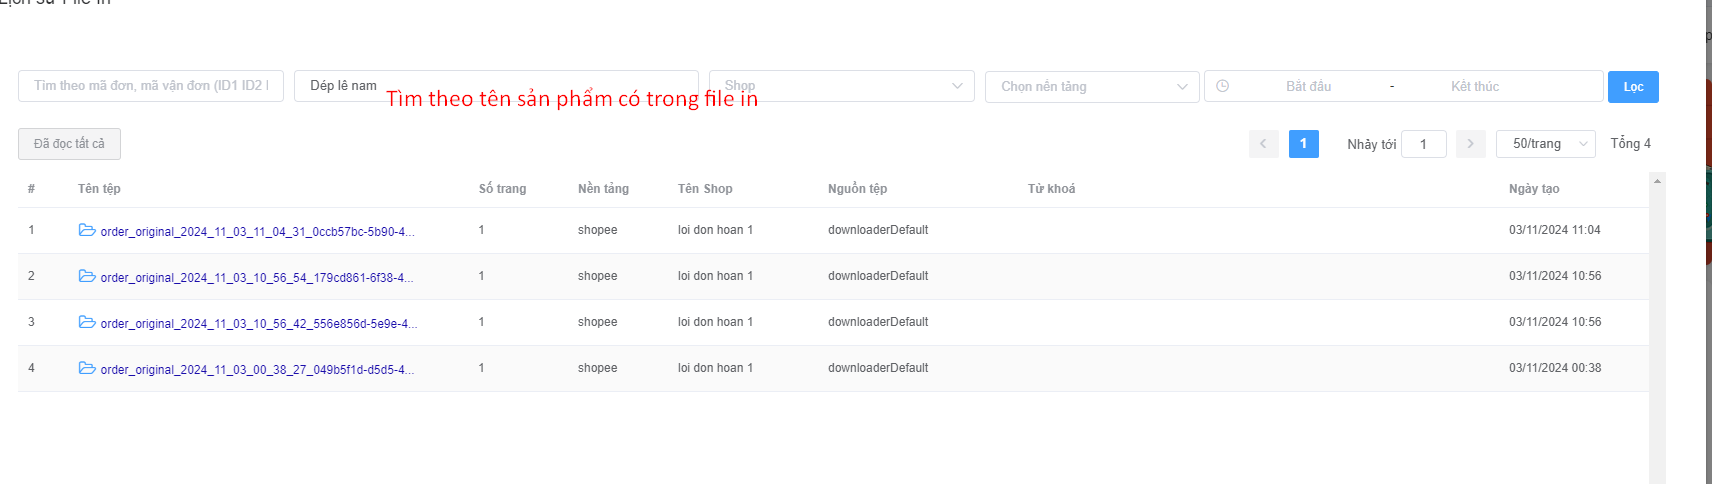 Lịch sử File In
Tìm theo mã đơn, mã vận đơn (ID1 ID2 I
Dép lê nam
Shop
Chọn nền tảng
Bắt đầu - Kết thúc
Lọc
Tìm theo tên sản phẩm có trong file in
Đã đọc tất cả
1 Nhảy tới 1 50/trang Tổng 4
# Tên tệp Số trang Nền tảng Tên Shop Nguồn tệp Từ khoá Ngày tạo
1 order_original_2024_11_03_11_04_31_0ccb57bc-5b90-4... 1 shopee loi don hoan 1 downloaderDefault 03/11/2024 11:04
2 order_original_2024_11_03_10_56_54_179cd861-6f38-4... 1 shopee loi don hoan 1 downloaderDefault 03/11/2024 10:56
3 order_original_2024_11_03_10_56_42_556e856d-5e9e-4... 1 shopee loi don hoan 1 downloaderDefault 03/11/2024 10:56
4 order_original_2024_11_03_00_38_27_049b5f1d-d5d5-4... 1 shopee loi don hoan 1 downloaderDefault 03/11/2024 00:38